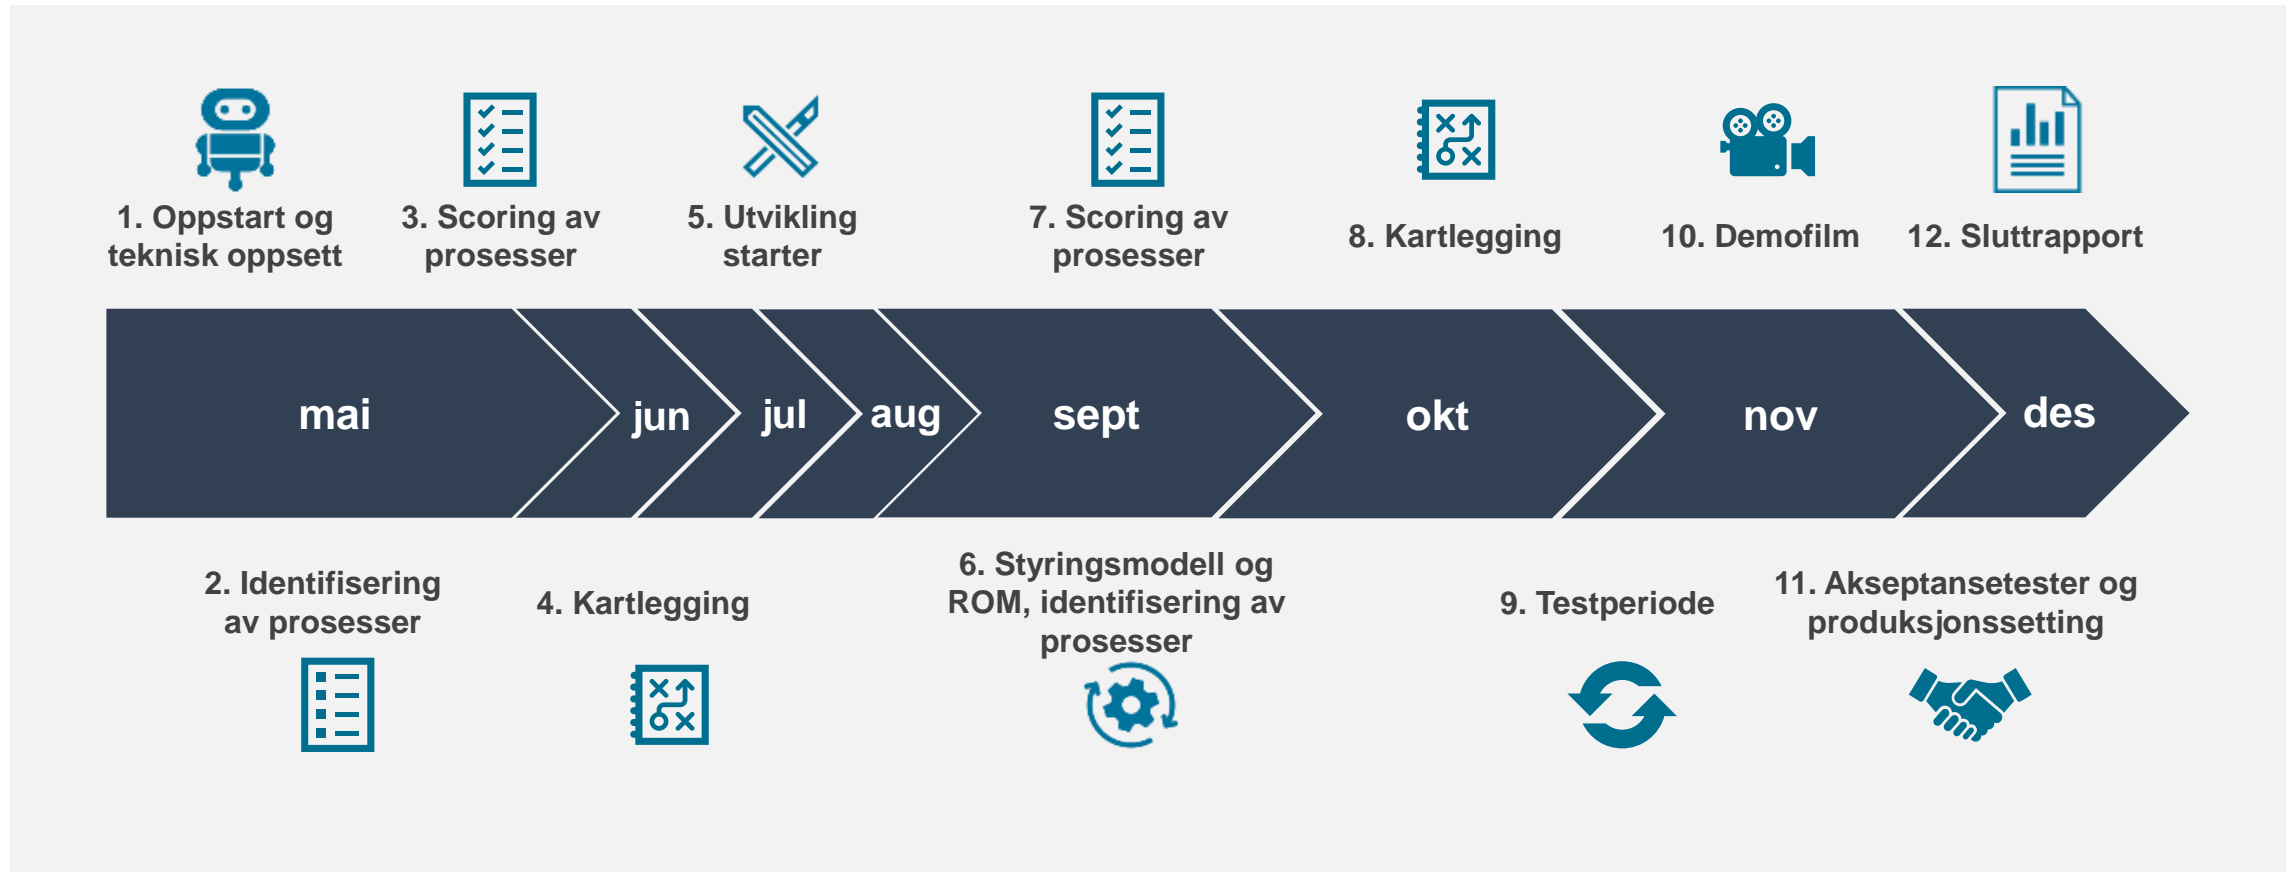 1. Oppstart og
teknisk oppsett
3. Scoring av
prosesser
5. Utvikling
starter
7. Scoring av
prosesser
8. Kartlegging
10. Demofilm
12. Sluttrapport
mai
jun
jul
aug
sept
okt
nov
des
2. Identifisering
av prosesser
4. Kartlegging
6. Styringsmodell og
ROM, identifisering av
prosesser
9. Testperiode
11. Akseptansetester og
produksjonssetting